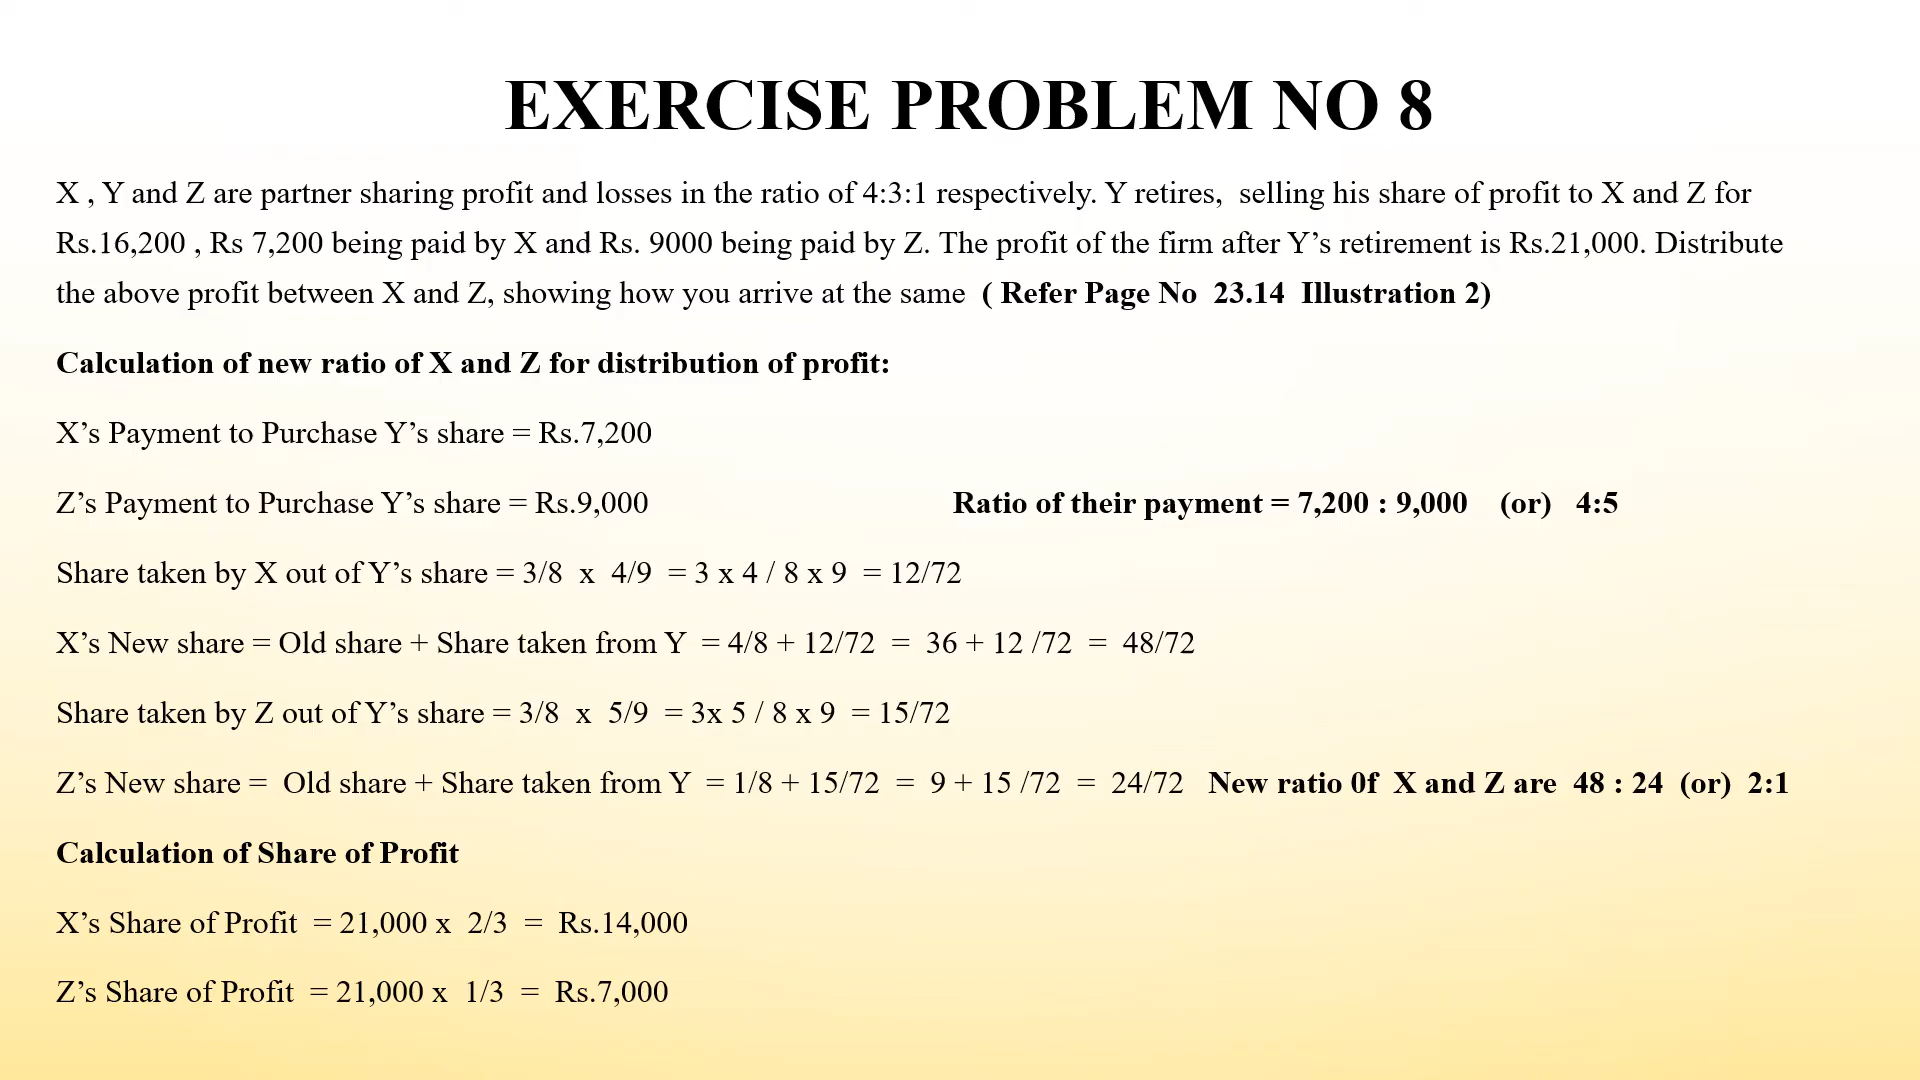 EXERCISE PROBLEM NO 8
X , Y and Z are partner sharing profit and losses in the ratio of 4:3:1 respectively. Y retires,  selling his share of profit to X and Z for
Rs.16,200 , Rs 7,200 being paid by X and Rs. 9000 being paid by Z. The profit of the firm after Y’s retirement is Rs.21,000. Distribute
the above profit between X and Z, showing how you arrive at the same  ( Refer Page No  23.14  Illustration 2)
Calculation of new ratio of X and Z for distribution of profit:
X’s Payment to Purchase Y’s share = Rs.7,200
Z’s Payment to Purchase Y’s share = Rs.9,000    Ratio of their payment = 7,200 : 9,000    (or)   4:5
Share taken by X out of Y’s share = 3/8  x  4/9  = 3 x 4 / 8 x 9  = 12/72
X’s New share = Old share + Share taken from Y  = 4/8 + 12/72  =  36 + 12 /72  =  48/72
Share taken by Z out of Y’s share = 3/8  x  5/9  = 3x 5 / 8 x 9  = 15/72
Z’s New share =  Old share + Share taken from Y  = 1/8 + 15/72  =  9 + 15 /72  =  24/72   New ratio 0f  X and Z are  48 : 24  (or)  2:1
Calculation of Share of Profit
X’s Share of Profit  = 21,000 x  2/3  =  Rs.14,000
Z’s Share of Profit  = 21,000 x  1/3  =  Rs.7,000